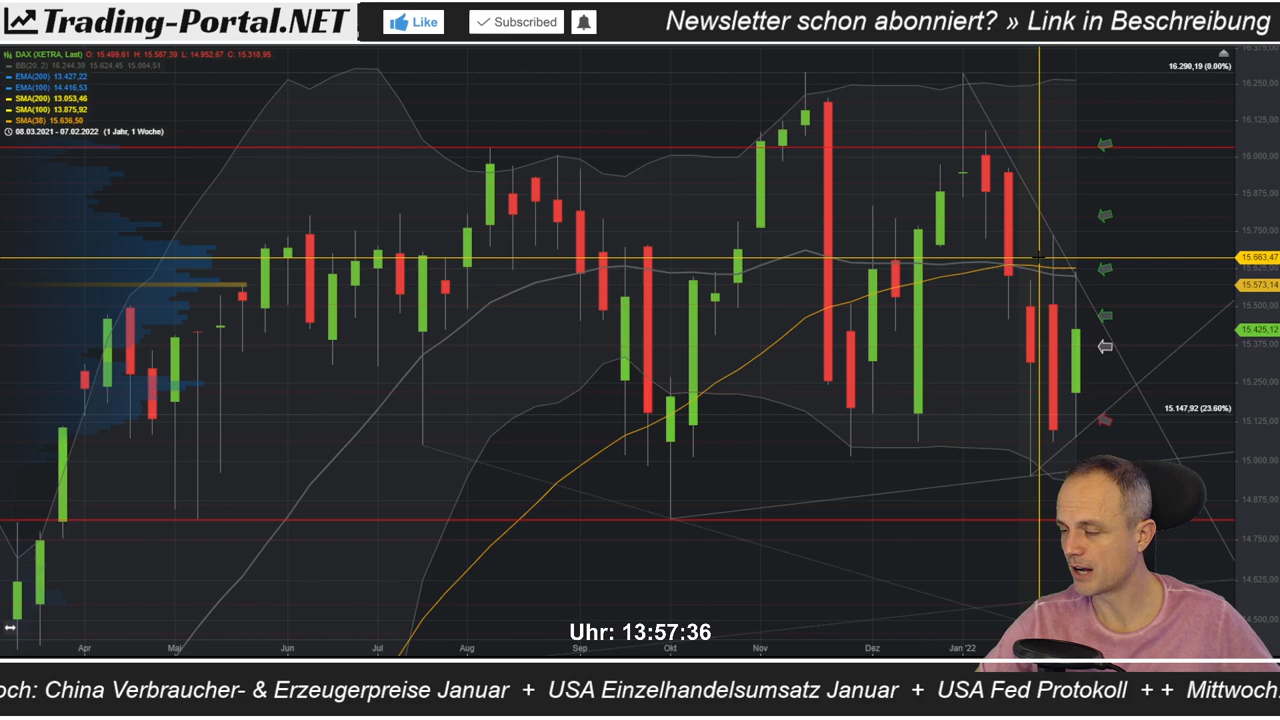 Trading-Portal.NET
Like
Subscribed
Newsletter schon abonniert? » Link in Beschreibung
DAX (XETRA, Last) O: 15.499,61 H: 15.587,39 L: 14.952,67 C: 15.318,95
BB(20, 2) 16.244,39 15.624,45 15.004,51
EMA(200) 13.427,22
EMA(100) 14.416,53
SMA(200) 13.053,46
SMA(100) 13.875,92
SMA(38) 15.636,50
08.03.2021 - 07.02.2022 (1 Jahr, 1 Woche)
16.375,00
16.290,19 (0.00%)
16.250,00
16.125,00
16.000,00
15.875,00
15.750,00
15.663,47
15.625,00
15.573,14
15.500,00
15.425,12
15.375,00
15.250,00
15.147,92 (23.60%)
15.125,00
15.000,00
14.875,00
14.750,00
14.625,00
14.500,00
Uhr: 13:57:36
Apr Mai Jun Jul Aug Sep Okt Nov Dez Jan '22
och: China Verbraucher- & Erzeugerpreise Januar + USA Einzelhandelsumsatz Januar + USA Fed Protokoll + + Mittwoch: